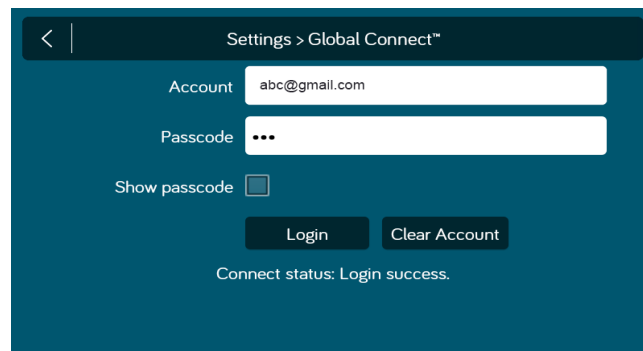 Settings > Global Connect™
Account abc@gmail.com
Passcode •••
Show passcode
Login Clear Account
Connect status: Login success.